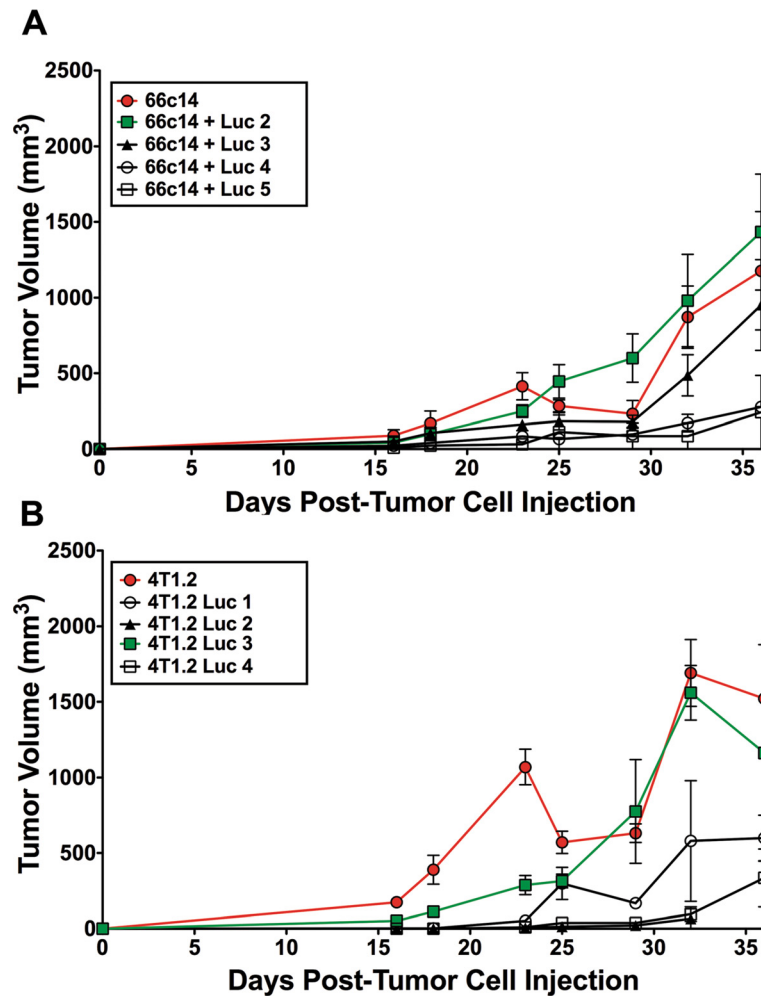 A
2500
2000
1500
1000
500
0
Tumor Volume (mm³)
66c14
66c14 + Luc 2
66c14 + Luc 3
66c14 + Luc 4
66c14 + Luc 5
0 5 10 15 20 25 30 35
Days Post-Tumor Cell Injection
B
2500
2000
1500
1000
500
0
Tumor Volume (mm³)
4T1.2
4T1.2 Luc 1
4T1.2 Luc 2
4T1.2 Luc 3
4T1.2 Luc 4
0 5 10 15 20 25 30 35
Days Post-Tumor Cell Injection